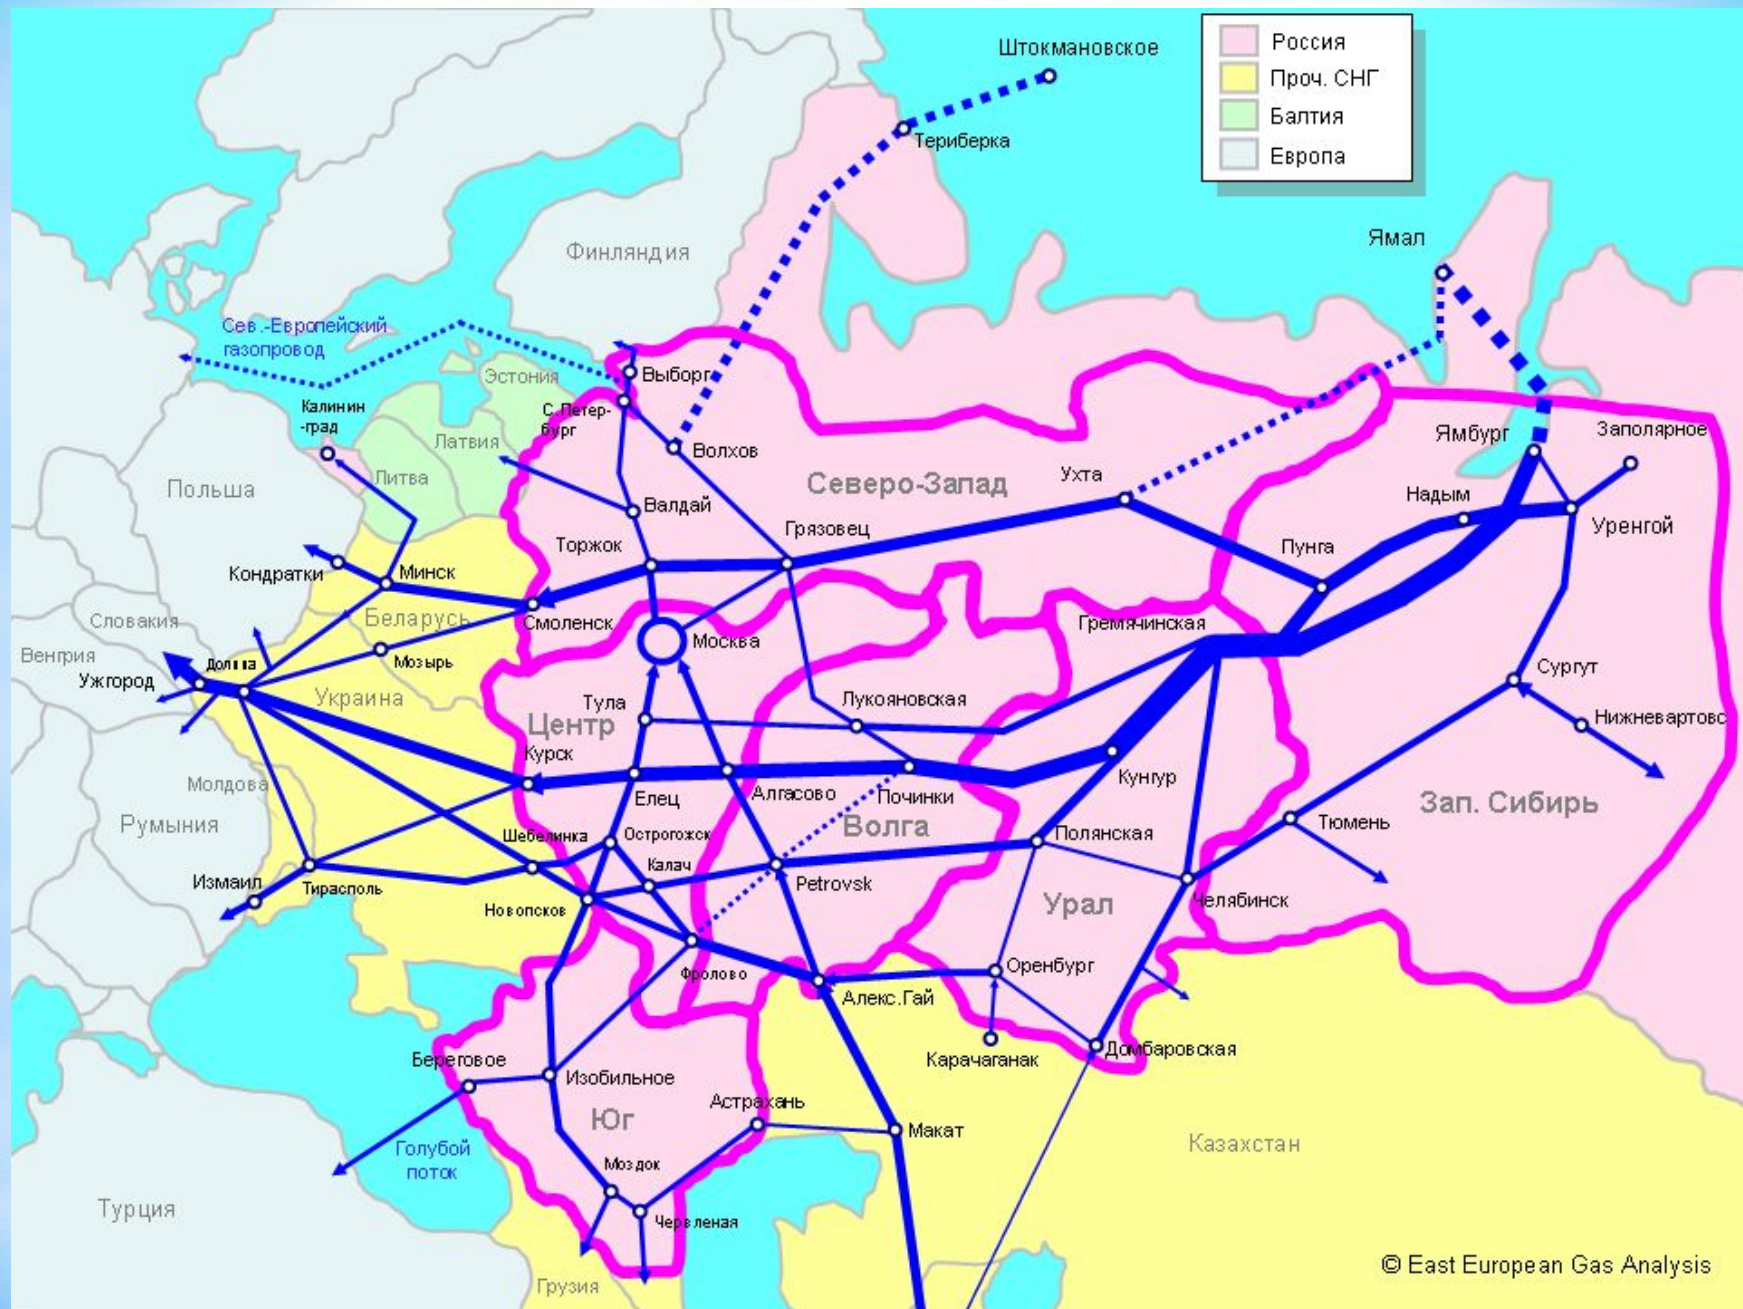 Штокмановское
Россия
Проч. СНГ
Балтия
Европа
Териберка
Ямал
Финляндия
Сев.-Европейский
газопровод
Эстония
Выборг
Калинин
-град
С.Петер-
бург
Латвия
Волхов
Ямбург
Заполярное
Польша
Литва
Северо-Запад
Ухта
Надым
Валдай
Грязовец
Уренгой
Торжок
Пунга
Кондратки
Минск
Словакия
Беларусь
Смоленск
Гремячинская
Москва
Венгрия
Долина
Мозырь
Ужгород
Сургут
Украина
Тула
Лукояновская
Центр
Нижневартовс
Курск
Молдова
Кунгур
Елец
Алгасово
Починки
Зап. Сибирь
Румыния
Шебелинка
Острогожск
Волга
Полянская
Тюмень
Калач
Измаил
Тирасполь
Petrovsk
Новопсков
Урал
Челябинск
Фролово
Оренбург
Алекс.Гай
Береговое
Изобильное
Карачаганак
Домбаровская
Астрахань
Юг
Макат
Казахстан
Голубой
поток
Моздок
Турция
Червленая
Грузия
© East European Gas Analysis